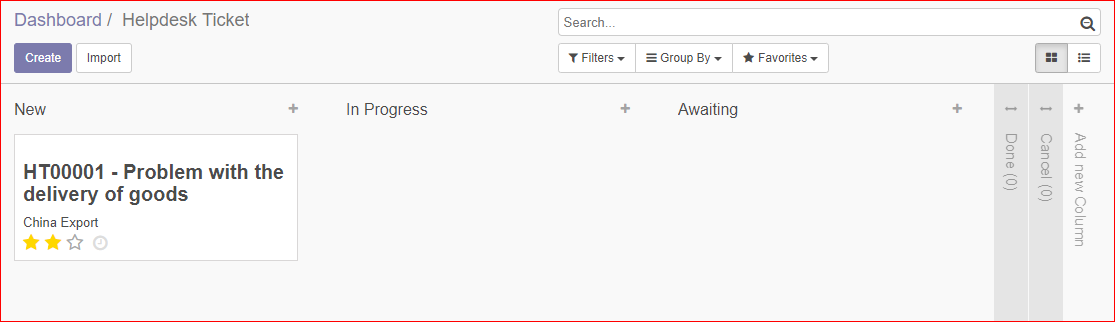 Dashboard / Helpdesk Ticket
Search...
Create Import
Filters Group By Favorites
New
In Progress
Awaiting
Done (0)
Cancel (0)
Add new Column
HT00001 - Problem with the
delivery of goods
China Export